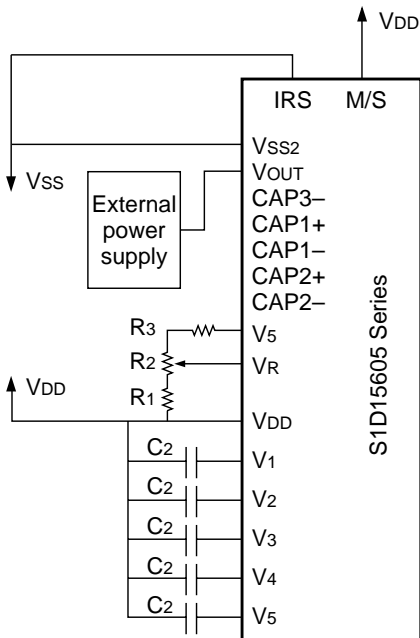 VDD
IRS M/S
VSS2
VSS
VOUT
External
power
supply
CAP3–
CAP1+
CAP1–
CAP2+
CAP2–
R3
V5
R2
VR
VDD
R1
VDD
C2
V1
C2
V2
C2
V3
C2
V4
C2
V5
S1D15605 Series